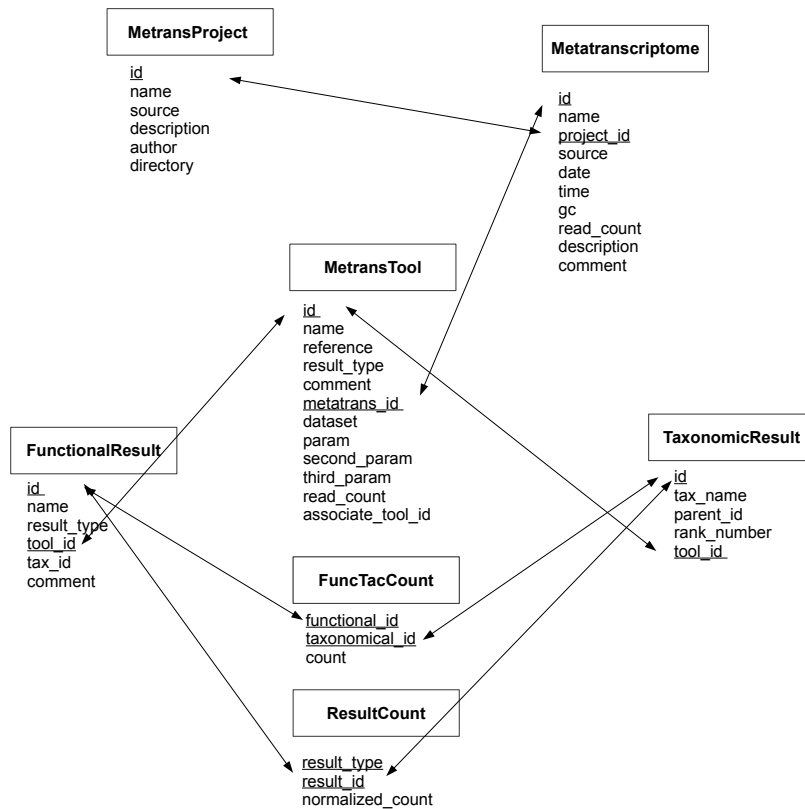 MetransProject
id
name
source
description
author
directory
Metatranscriptome
id
name
project_id
source
date
time
gc
read_count
description
comment
MetransTool
id
name
reference
result_type
comment
metatrans_id
dataset
param
second_param
third_param
read_count
associate_tool_id
FunctionalResult
id
name
result_type
tool_id
tax_id
comment
TaxonomicResult
id
tax_name
parent_id
rank_number
tool_id
FuncTacCount
functional_id
taxonomical_id
count
ResultCount
result_type
result_id
normalized_count